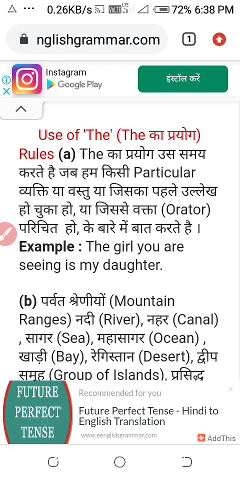 0.26KB/s 72% 6:38 PM
nglishgrammar.com 1
Instagram
Google Play
इंस्टॉल करें
Use of 'The' (The का प्रयोग)
Rules (a) The का प्रयोग उस समय
करते है जब हम किसी Particular
व्यक्ति या वस्तु या जिसका पहले उल्लेख
हो चुका हो, या जिससे वक्ता (Orator)
परिचित हो, के बारे में बात करते है ।
Example : The girl you are
seeing is my daughter.
(b) पर्वत श्रेणीयों (Mountain
Ranges) नदी (River), नहर (Canal)
, सागर (Sea), महासागर (Ocean) ,
खाड़ी (Bay), रेगिस्तान (Desert), द्वीप
समूह (Group of Islands), प्रसिद्ध
FUTURE
PERFECT
TENSE
Recommended for you
Future Perfect Tense - Hindi to
English Translation
www.eenglishgrammar.com
AddThis